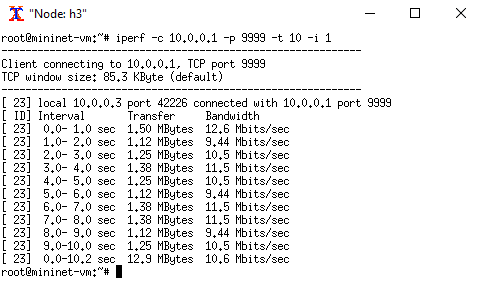 "Node: h3"
root@mininet-vm:~# iperf -c 10.0.0.1 -p 9999 -t 10 -i 1
------------------------------------------------------------
Client connecting to 10.0.0.1, TCP port 9999
TCP window size: 85.3 KByte (default)
------------------------------------------------------------
[ 23] local 10.0.0.3 port 42226 connected with 10.0.0.1 port 9999
[ ID] Interval       Transfer     Bandwidth
[ 23]  0.0- 1.0 sec  1.50 MBytes  12.6 Mbits/sec
[ 23]  1.0- 2.0 sec  1.12 MBytes  9.44 Mbits/sec
[ 23]  2.0- 3.0 sec  1.25 MBytes  10.5 Mbits/sec
[ 23]  3.0- 4.0 sec  1.38 MBytes  11.5 Mbits/sec
[ 23]  4.0- 5.0 sec  1.25 MBytes  10.5 Mbits/sec
[ 23]  5.0- 6.0 sec  1.12 MBytes  9.44 Mbits/sec
[ 23]  6.0- 7.0 sec  1.38 MBytes  11.5 Mbits/sec
[ 23]  7.0- 8.0 sec  1.38 MBytes  11.5 Mbits/sec
[ 23]  8.0- 9.0 sec  1.12 MBytes  9.44 Mbits/sec
[ 23]  9.0-10.0 sec  1.25 MBytes  10.5 Mbits/sec
[ 23]  0.0-10.2 sec  12.9 MBytes  10.6 Mbits/sec
root@mininet-vm:~#